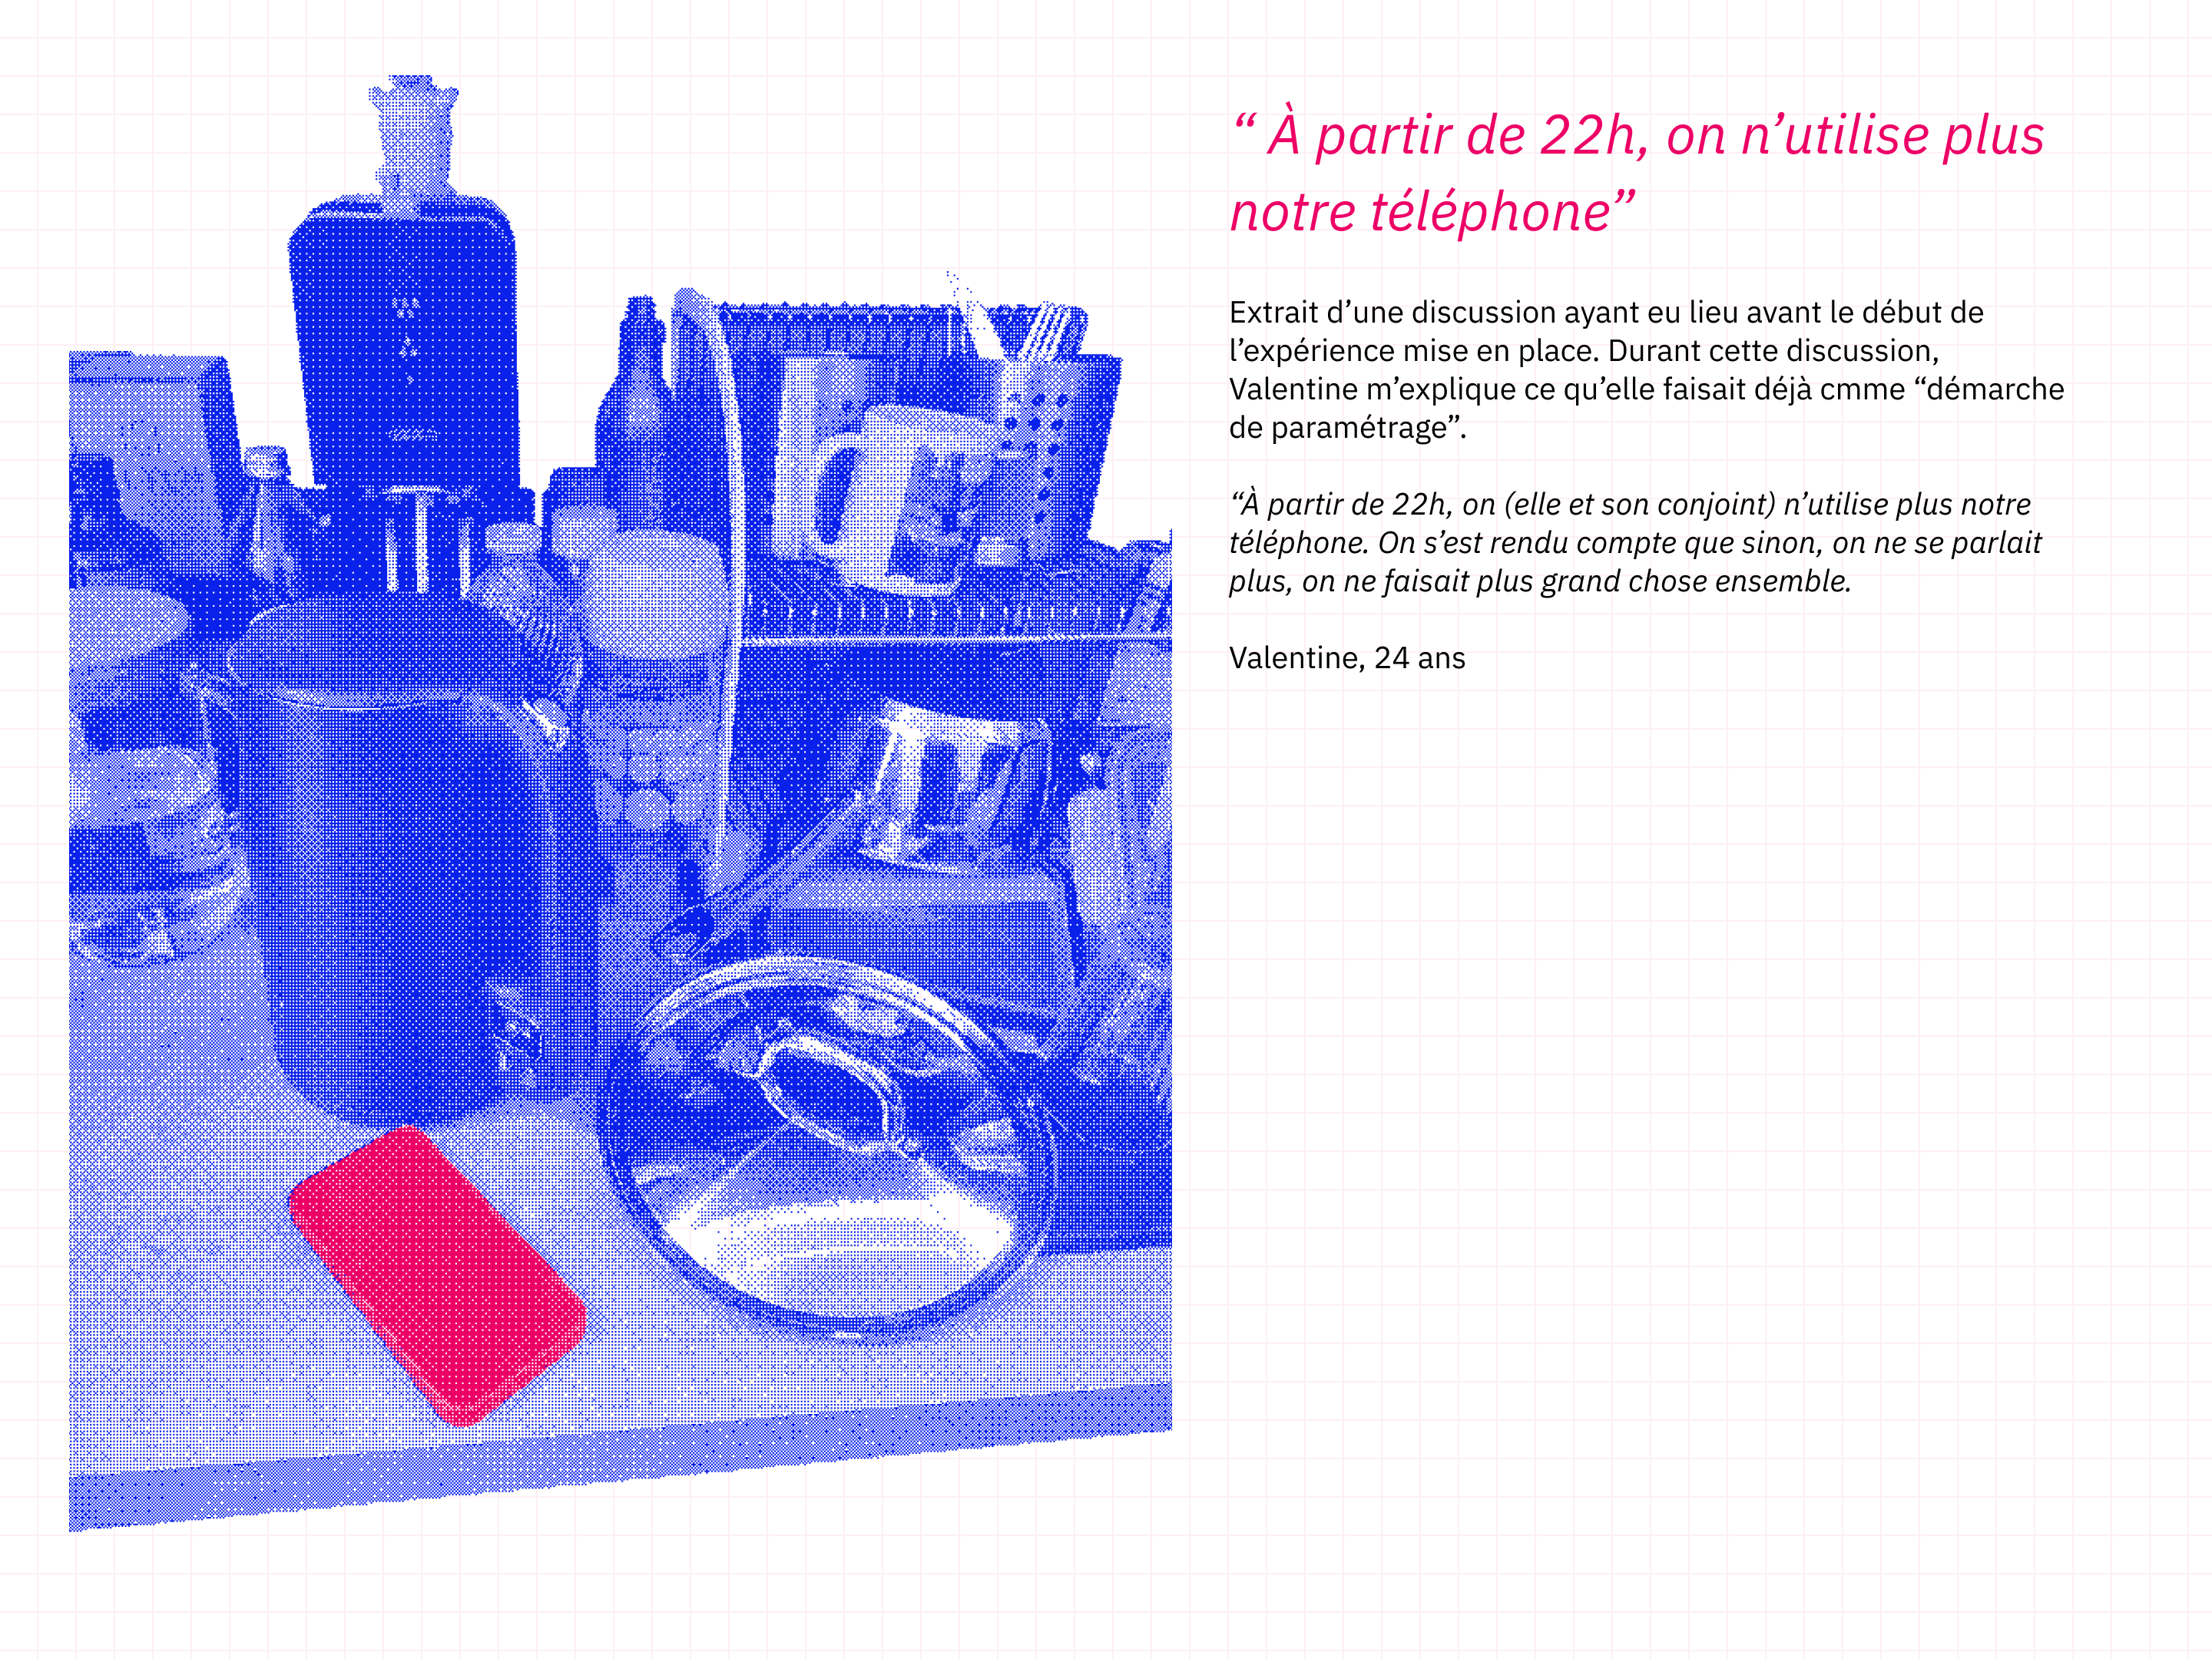 “ À partir de 22h, on n’utilise plus
notre téléphone”
Extrait d’une discussion ayant eu lieu avant le début de
l’expérience mise en place. Durant cette discussion,
Valentine m’explique ce qu’elle faisait déjà cmme “démarche
de paramétrage”.
“À partir de 22h, on (elle et son conjoint) n’utilise plus notre
téléphone. On s’est rendu compte que sinon, on ne se parlait
plus, on ne faisait plus grand chose ensemble.
Valentine, 24 ans